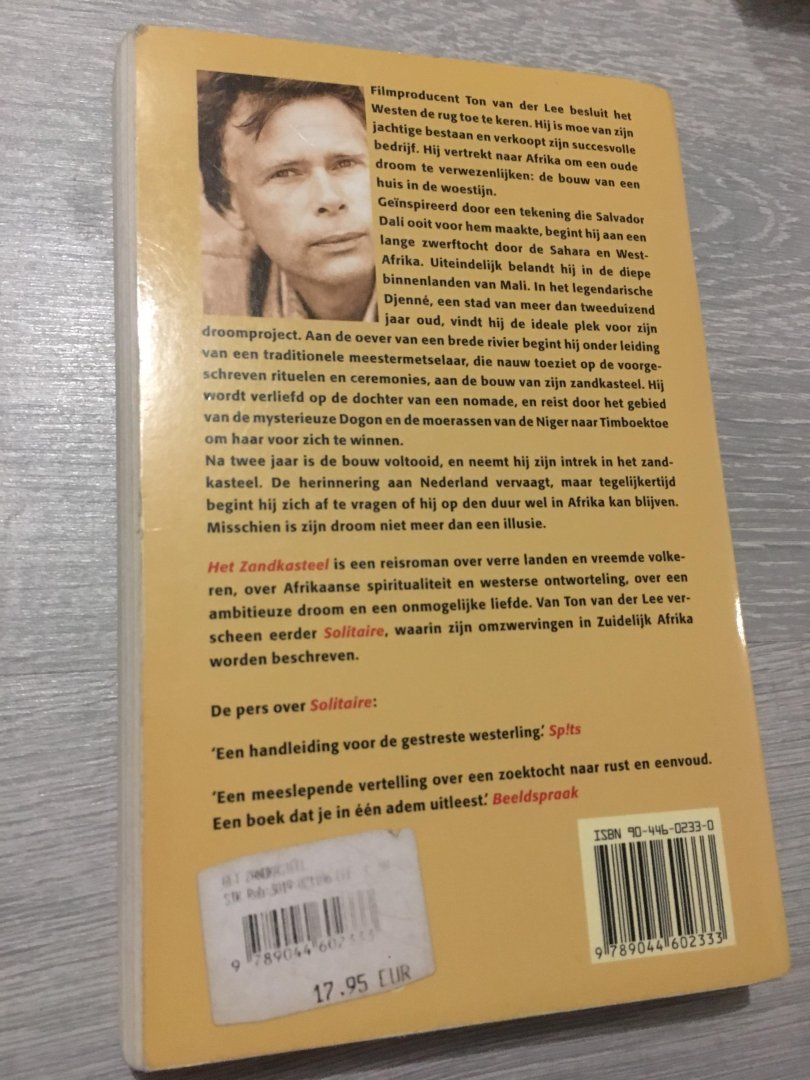 Filmproducent Ton van der Lee besluit het
Westen de rug toe te keren. Hij is moe van zijn
jachtige bestaan en verkoopt zijn succesvolle
bedrijf. Hij vertrekt naar Afrika om een oude
droom te verwezenlijken: de bouw van een
huis in de woestijn.
Geïnspireerd door een tekening die Salvador
Dali ooit voor hem maakte, begint hij aan een
lange zwerftocht door de Sahara en West-
Afrika. Uiteindelijk belandt hij in de diepe
binnenlanden van Mali. In het legendarische
Djenné, een stad van meer dan tweeduizend
jaar oud, vindt hij de ideale plek voor zijn
droomproject. Aan de oever van een brede rivier begint hij onder leiding
van een traditionele meestermetselaar, die nauw toeziet op de voorge-
schreven rituelen en ceremonies, aan de bouw van zijn zandkasteel. Hij
wordt verliefd op de dochter van een nomade, en reist door het gebied
van de mysterieuze Dogon en de moerassen van de Niger naar Timboektoe
om haar voor zich te winnen.
Na twee jaar is de bouw voltooid, en neemt hij zijn intrek in het zand-
kasteel. De herinnering aan Nederland vervaagt, maar tegelijkertijd
begint hij zich af te vragen of hij op den duur wel in Afrika kan blijven.
Misschien is zijn droom niet meer dan een illusie.
Het Zandkasteel is een reisroman over verre landen en vreemde volke-
ren, over Afrikaanse spiritualiteit en westerse ontworteling, over een
ambitieuze droom en een onmogelijke liefde. Van Ton van der Lee ver-
scheen eerder Solitaire, waarin zijn omzwervingen in Zuidelijk Afrika
worden beschreven.
De pers over Solitaire:
‘Een handleiding voor de gestreste westerling.’ Sp!ts
‘Een meeslepende vertelling over een zoektocht naar rust en eenvoud.
Een boek dat je in één adem uitleest.’ Beeldspraak
ISBN 90-446-0233-0
9 789044 602333
9 789044 602333
17.95 EUR